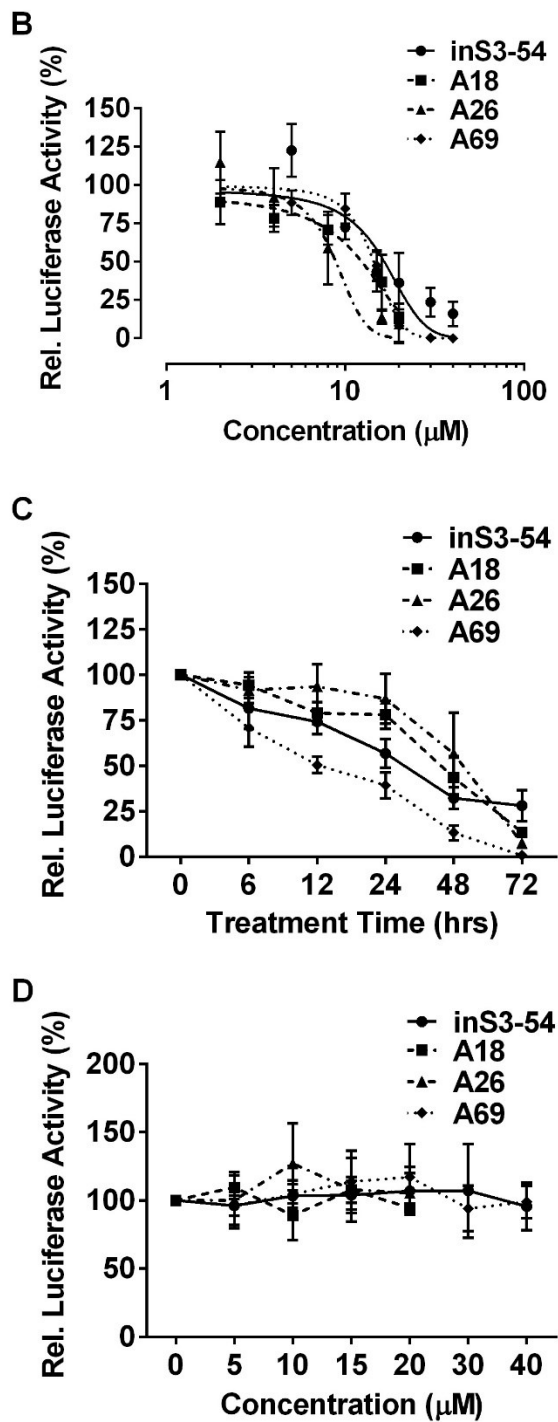 B
inS3-54
A18
A26
A69
Rel. Luciferase Activity (%)
150
125
100
75
50
25
0
1 10 100
Concentration (μM)
C
inS3-54
A18
A26
A69
Rel. Luciferase Activity (%)
150
125
100
75
50
25
0
0 6 12 24 48 72
Treatment Time (hrs)
D
inS3-54
A18
A26
A69
Rel. Luciferase Activity (%)
200
150
100
50
0
0 5 10 15 20 30 40
Concentration (μM)